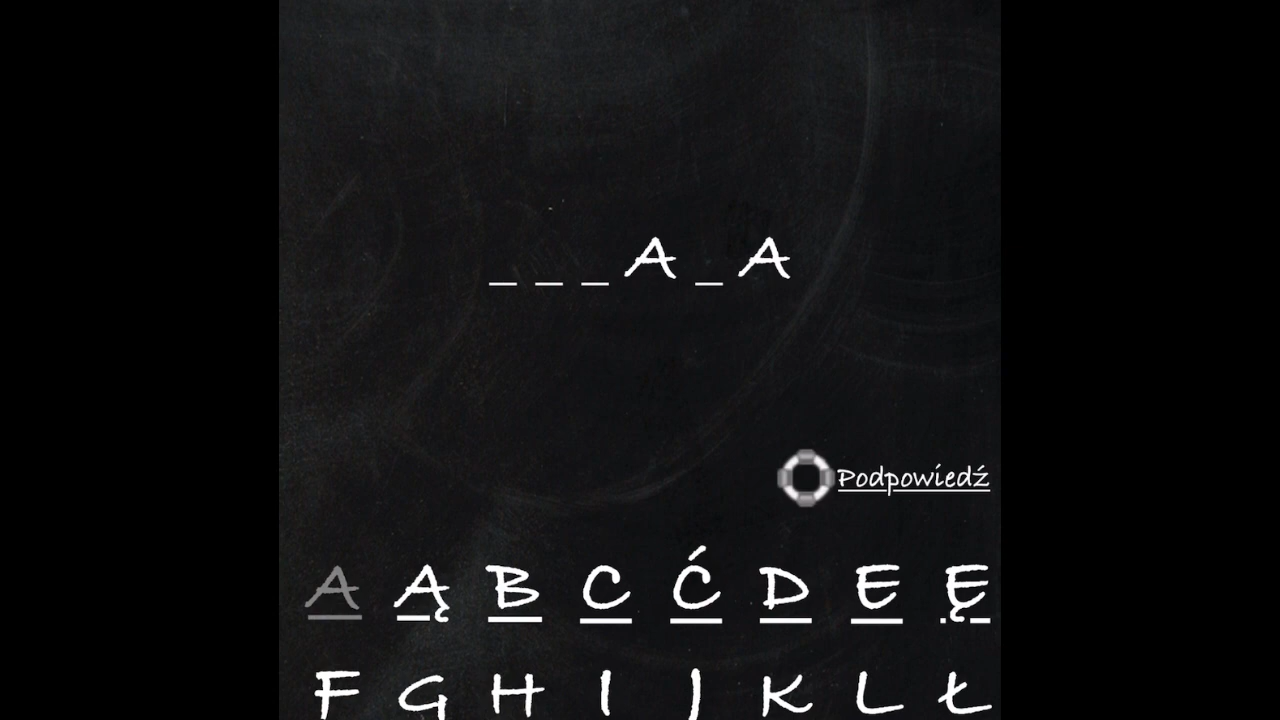 _ _ _ A _ A
Podpowiedź
A Ą B C Ć D E Ę
F G H I J K L Ł